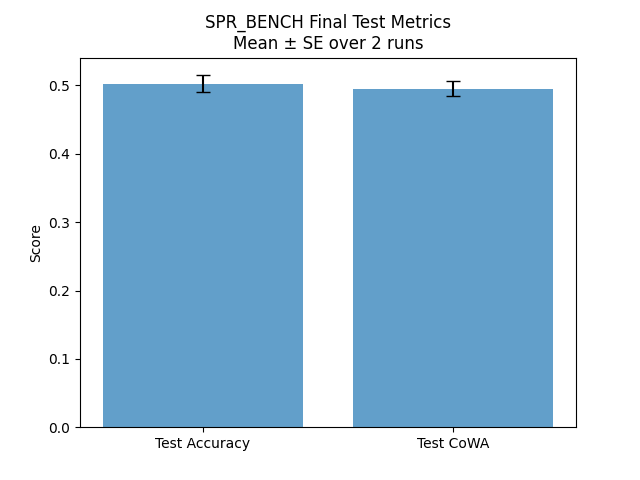 SPR_BENCH Final Test Metrics
Mean ± SE over 2 runs
Score
0.5
0.4
0.3
0.2
0.1
0.0
Test Accuracy
Test CoWA